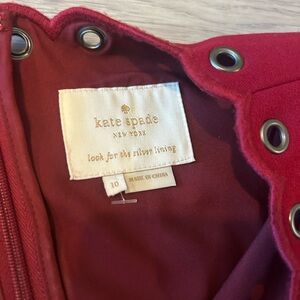 kate spade
NEW YORK
look for the silver lining
10
MADE IN CHINA